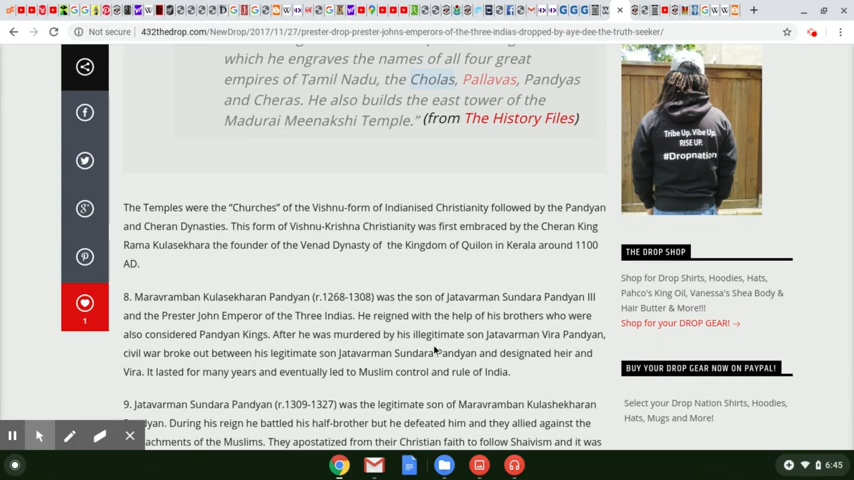 Not secure | 432thedrop.com/NewDrop/2017/11/27/prester-drop-prester-johns-emperors-of-the-three-indias-dropped-by-aye-dee-the-truth-seeker/
which he engraves the names of all four great
empires of Tamil Nadu, the Cholas, Pallavas, Pandyas
and Cheras. He also builds the east tower of the
Madurai Meenakshi Temple.” (from The History Files)
The Temples were the “Churches” of the Vishnu-form of Indianised Christianity followed by the Pandyan
and Cheran Dynasties. This form of Vishnu-Krishna Christianity was first embraced by the Cheran King
Rama Kulasekhara the founder of the Venad Dynasty of the Kingdom of Quilon in Kerala around 1100
AD.
8. Maravramban Kulasekharan Pandyan (r.1268-1308) was the son of Jatavarman Sundara Pandyan III
and the Prester John Emperor of the Three Indias. He reigned with the help of his brothers who were
also considered Pandyan Kings. After he was murdered by his illegitimate son Jatavarman Vira Pandyan,
civil war broke out between his legitimate son Jatavarman Sundara Pandyan and designated heir and
Vira. It lasted for many years and eventually led to Muslim control and rule of India.
9. Jatavarman Sundara Pandyan (r.1309-1327) was the legitimate son of Maravramban Kulashekharan
dyan. During his reign he battled his half-brother but he defeated him and they allied against the
achments of the Muslims. They apostatized from their Christian faith to follow Shaivism and it was
1
Tribe Up. Vibe Up.
RISE UP.
#Dropnation
THE DROP SHOP
Shop for Drop Shirts, Hoodies, Hats,
Pahco's King Oil, Vanessa's Shea Body &
Hair Butter & More!!!
Shop for your DROP GEAR! →
BUY YOUR DROP GEAR NOW ON PAYPAL!
Select your Drop Nation Shirts, Hoodies,
Hats, Mugs and More!
6:45